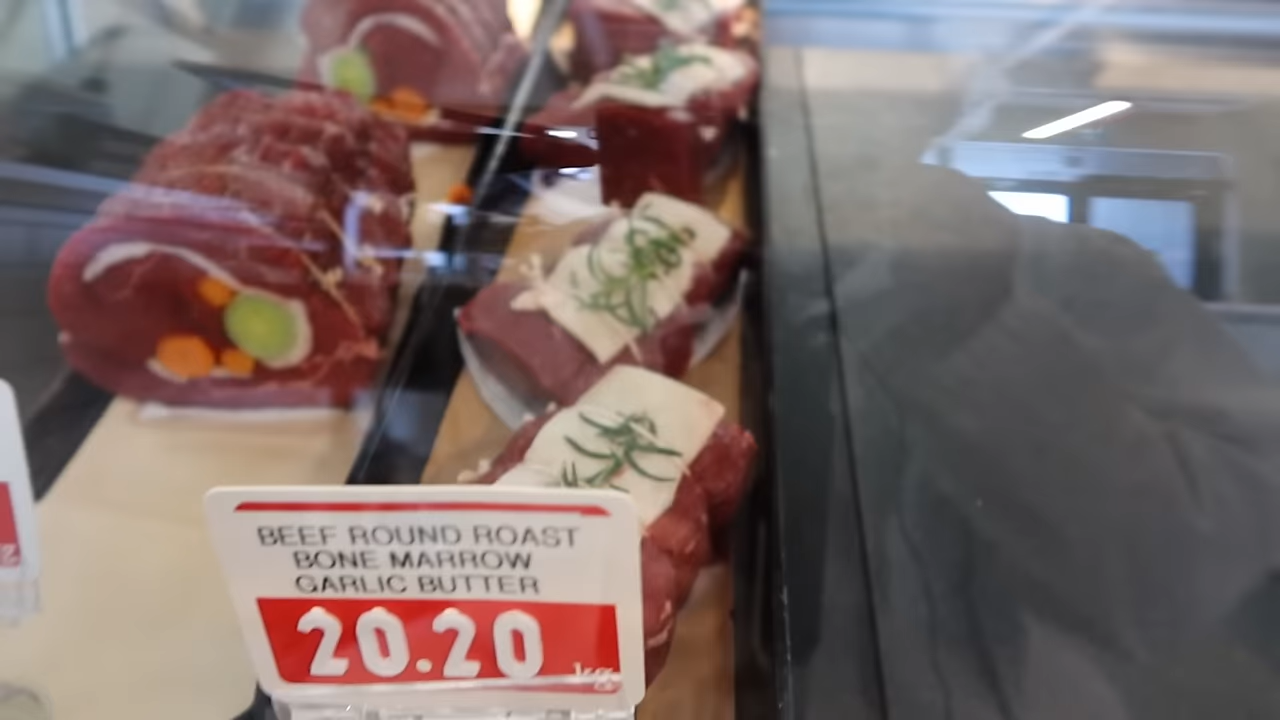 BEEF ROUND ROAST
BONE MARROW
GARLIC BUTTER
20.20
kg